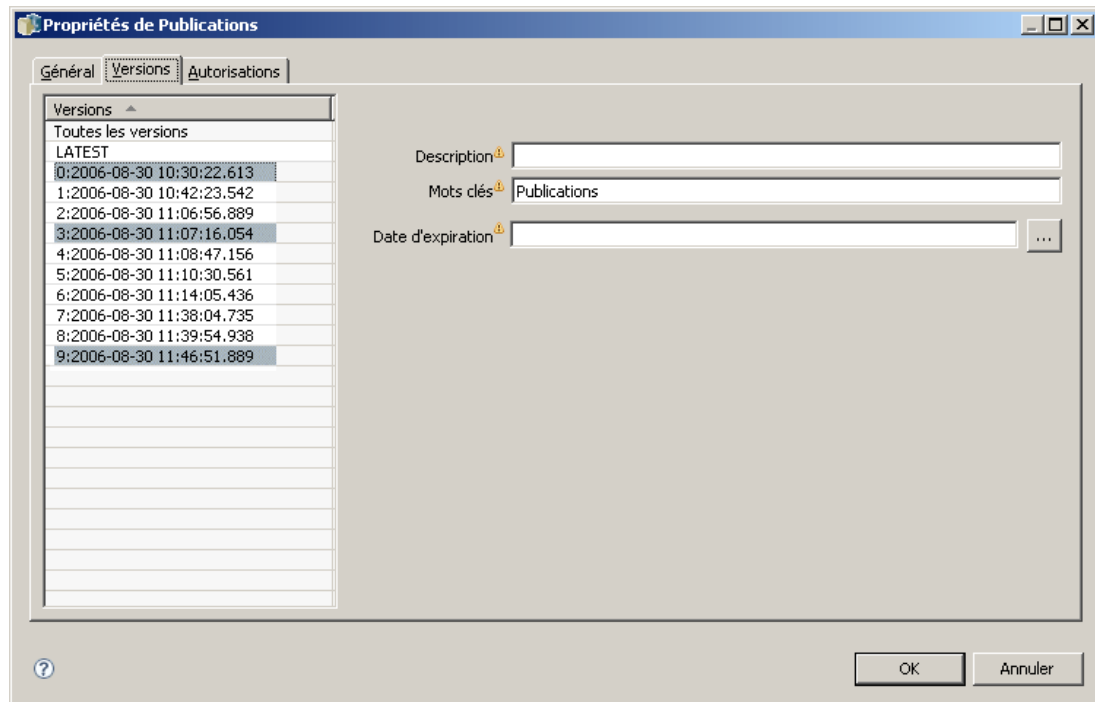 Propriétés de Publications
Général Versions Autorisations
Versions
Toutes les versions
LATEST
0:2006-08-30 10:30:22.613
1:2006-08-30 10:42:23.542
2:2006-08-30 11:06:56.889
3:2006-08-30 11:07:16.054
4:2006-08-30 11:08:47.156
5:2006-08-30 11:10:30.561
6:2006-08-30 11:14:05.436
7:2006-08-30 11:38:04.735
8:2006-08-30 11:39:54.938
9:2006-08-30 11:46:51.889
Description
Mots clés Publications
Date d'expiration ...
? OK Annuler